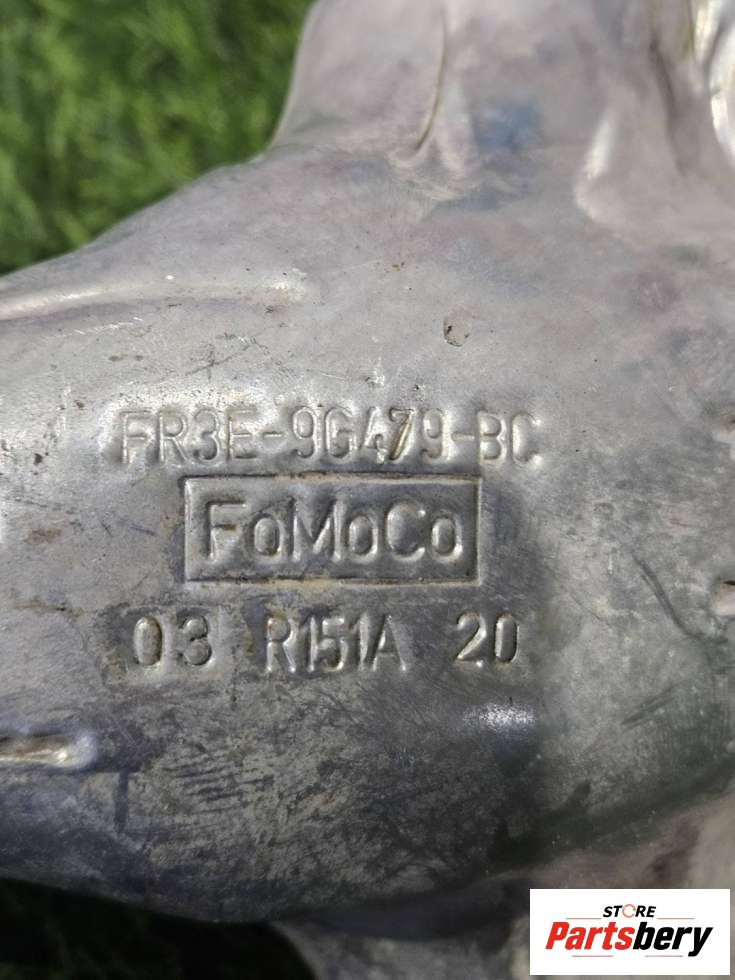 FR3E-9G479-BC
FoMoCo
03 R151A 20
STORE
Partsbery